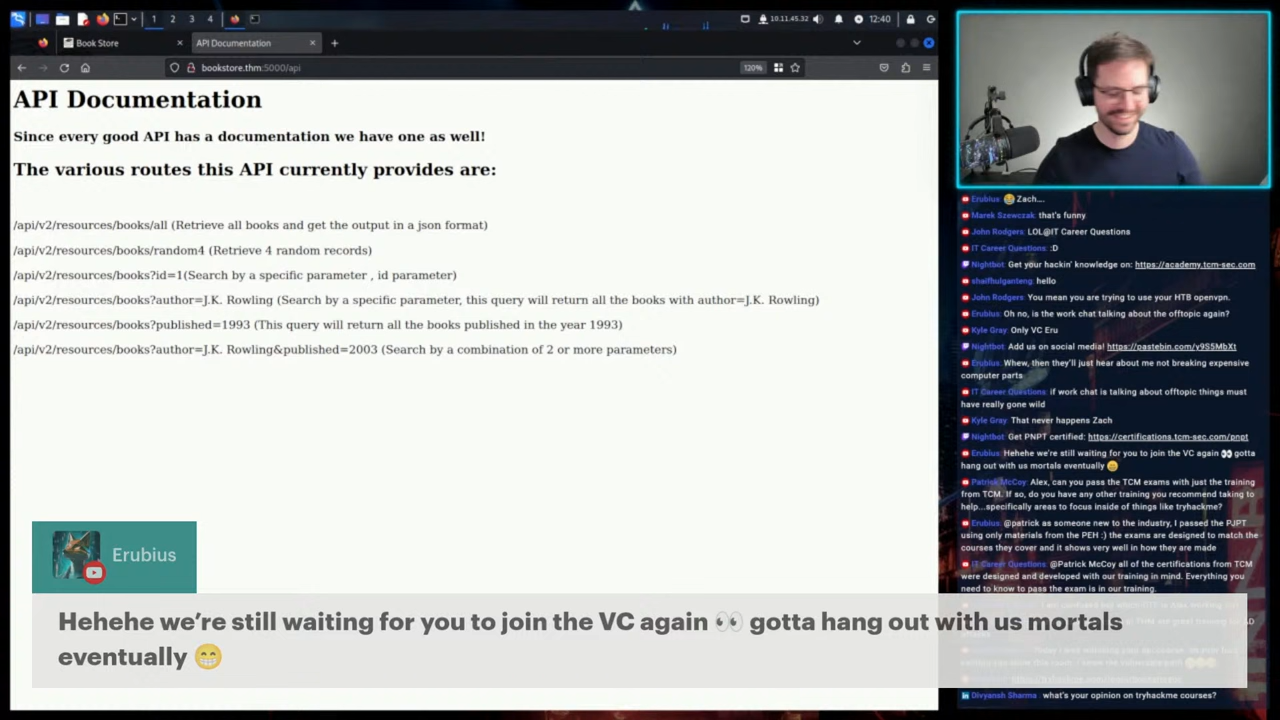 1 2 3 4
10.11.45.32
12:40
Book Store
API Documentation
bookstore.thm:5000/api
120%
API Documentation
Since every good API has a documentation we have one as well!
The various routes this API currently provides are:
/api/v2/resources/books/all (Retrieve all books and get the output in a json format)
/api/v2/resources/books/random4 (Retrieve 4 random records)
/api/v2/resources/books?id=1(Search by a specific parameter , id parameter)
/api/v2/resources/books?author=J.K. Rowling (Search by a specific parameter, this query will return all the books with author=J.K. Rowling)
/api/v2/resources/books?published=1993 (This query will return all the books published in the year 1993)
/api/v2/resources/books?author=J.K. Rowling&published=2003 (Search by a combination of 2 or more parameters)
Erubius
Hehehe we're still waiting for you to join the VC again 👀 gotta hang out with us mortals
eventually 😁
Erubius: 😂 Zach....
Marek Szewczak: that's funny
John Rodgers: LOL@IT Career Questions
IT Career Questions: :D
Nightbot: Get your hackin' knowledge on: https://academy.tcm-sec.com
shaifhulganteng: hello
John Rodgers: You mean you are trying to use your HTB openvpn.
Erubius: Oh no, is the work chat talking about the offtopic again?
Kyle Gray: Only VC Eru
Nightbot: Add us on social media! https://pastebin.com/y9S5MbXt
Erubius: Whew, then they'll just hear about me not breaking expensive
computer parts
IT Career Questions: if work chat is talking about offtopic things must
have really gone wild
Kyle Gray: That never happens Zach
Nightbot: Get PNPT certified: https://certifications.tcm-sec.com/pnpt
Erubius: Hehehe we're still waiting for you to join the VC again 👀 gotta
hang out with us mortals eventually 😁
Patrick McCoy: Alex, can you pass the TCM exams with just the training
from TCM. If so, do you have any other training you recommend taking to
help...specifically areas to focus inside of things like tryhackme?
Erubius: @patrick as someone new to the industry, I passed the PJPT
using only materials from the PEH :) the exams are designed to match the
courses they cover and it shows very well in how they are made
IT Career Questions: @Patrick McCoy all of the certifications from TCM
were designed and developed with our training in mind. Everything you
need to know to pass the exam is in our training.
Divyansh Sharma: what's your opinion on tryhackme courses?